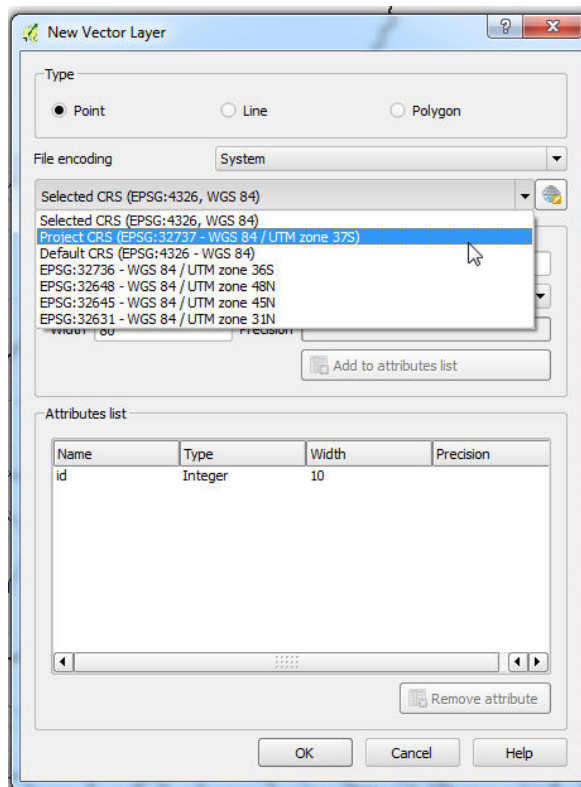 New Vector Layer
Type
Point Line Polygon
File encoding System
Selected CRS (EPSG:4326, WGS 84)
Selected CRS (EPSG:4326, WGS 84)
Project CRS (EPSG:32737 - WGS 84 / UTM zone 37S)
Default CRS (EPSG:4326 - WGS 84)
EPSG:32736 - WGS 84 / UTM zone 36S
EPSG:32648 - WGS 84 / UTM zone 48N
EPSG:32645 - WGS 84 / UTM zone 45N
EPSG:32631 - WGS 84 / UTM zone 31N
Width 80 Precision
Add to attributes list
Attributes list
Name Type Width Precision
id Integer 10
Remove attribute
OK Cancel Help